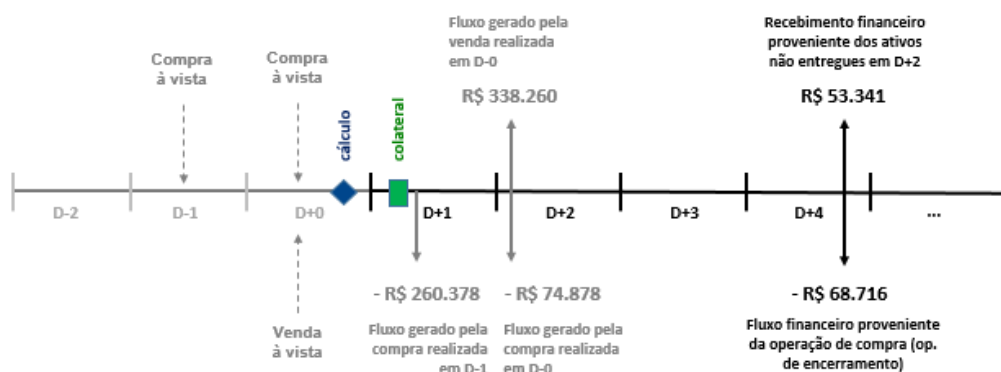 Fluxo gerado pela
venda realizada
em D-0
R$ 338.260
Recebimento financeiro
proveniente dos ativos
não entregues em D+2
R$ 53.341
Compra
à vista
Compra
à vista
cálculo
colateral
D-2
D-1
D+0
D+1
D+2
D+3
D+4
...
Venda
à vista
- R$ 260.378
Fluxo gerado pela
compra realizada
em D-1
- R$ 74.878
Fluxo gerado pela
compra realizada
em D-0
- R$ 68.716
Fluxo financeiro proveniente
da operação de compra (op.
de encerramento)